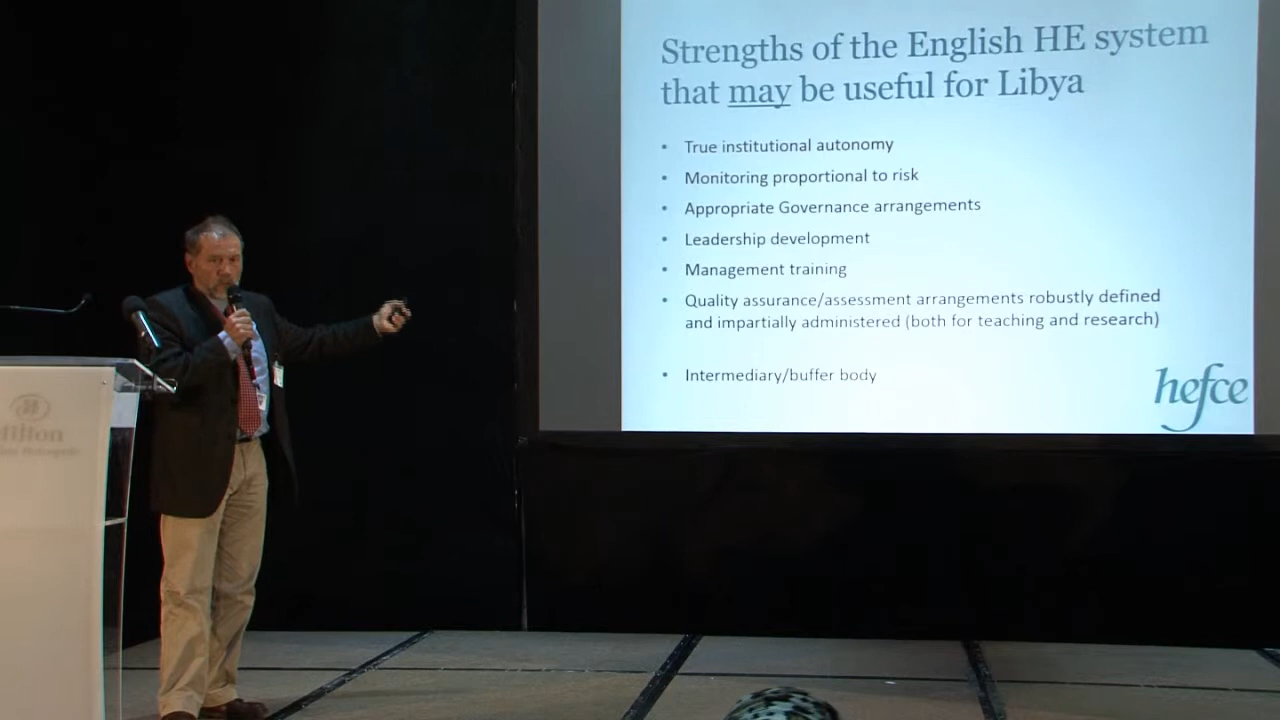 Strengths of the English HE system
that may be useful for Libya
• True institutional autonomy
• Monitoring proportional to risk
• Appropriate Governance arrangements
• Leadership development
• Management training
• Quality assurance/assessment arrangements robustly defined
and impartially administered (both for teaching and research)
• Intermediary/buffer body
hefce
Hilton